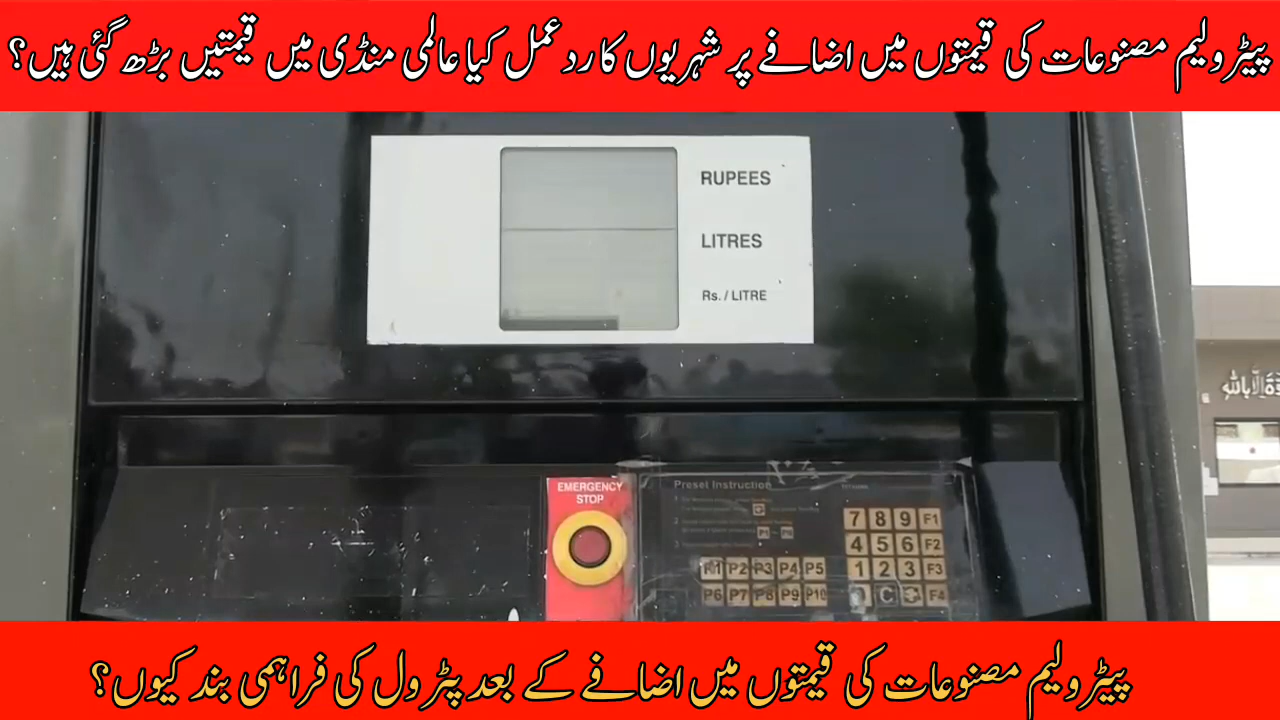 پیٹرولیم مصنوعات کی قیمتوں میں اضافے پر شہریوں کا رد عمل کیا عالمی منڈی میں قیمتیں بڑھ گئی ہیں؟
RUPEES
LITRES
Rs. / LITRE
EMERGENCY
STOP
Preset Instruction
7 8 9 F1
4 5 6 F2
1 2 3 F3
C F4
P1 P2 P3 P4 P5
P6 P7 P8 P9 P10
پیٹرولیم مصنوعات کی قیمتوں میں اضافے کے بعد پٹرول کی فراہمی بند کیوں؟